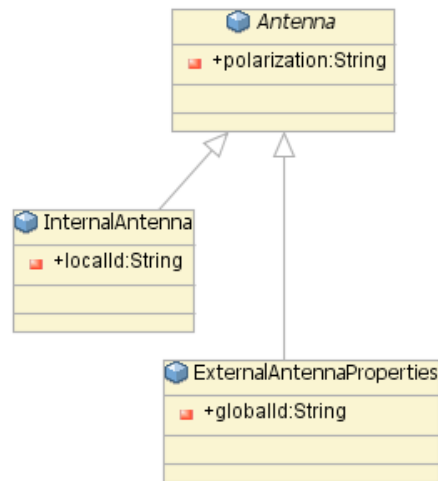 Antenna
+polarization:String
InternalAntenna
+localId:String
ExternalAntennaProperties
+globalId:String